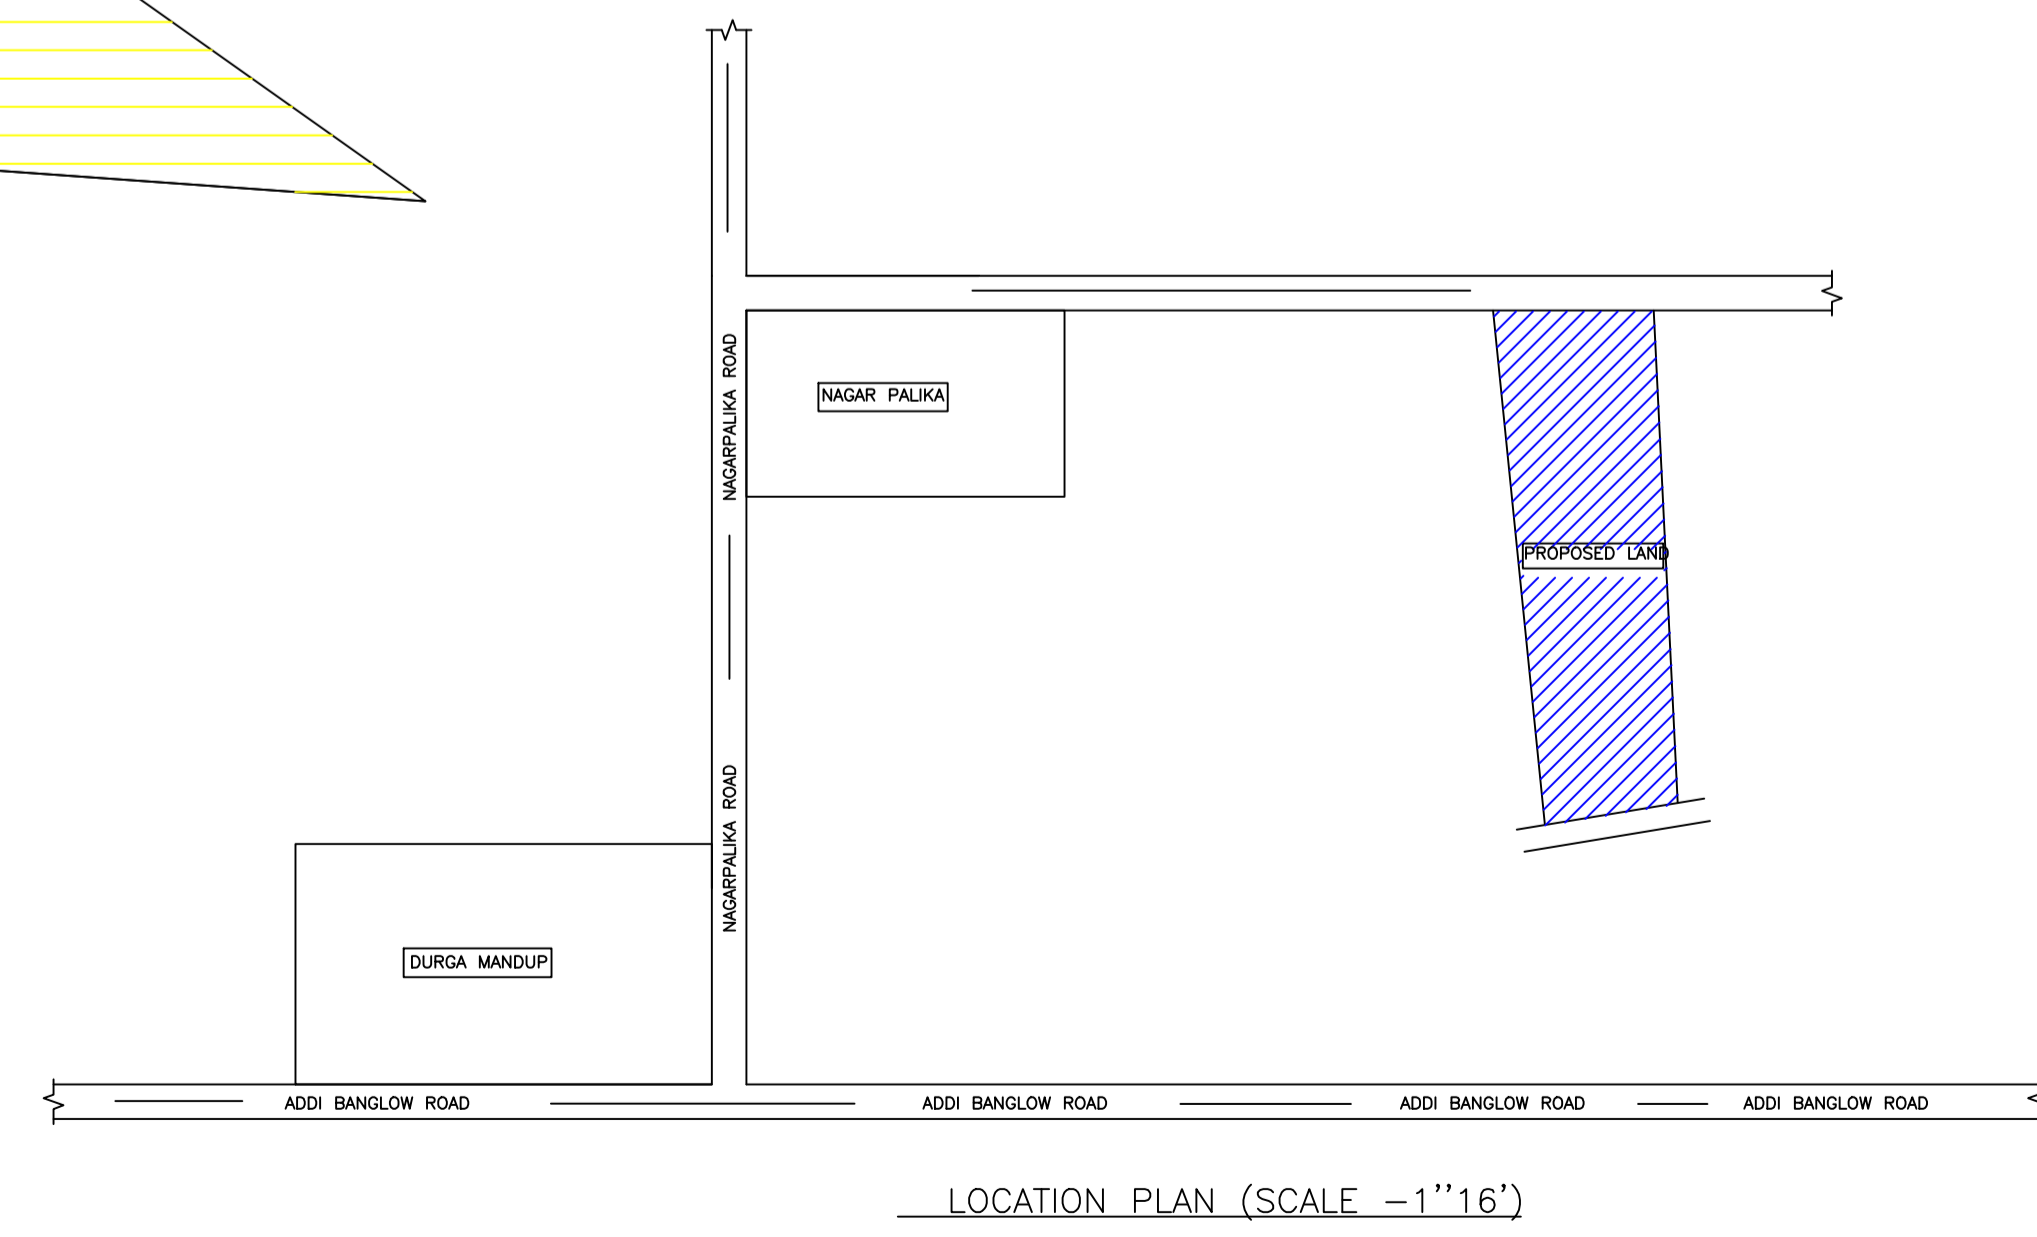 NAGARPALIKA ROAD
NAGAR PALIKA
PROPOSED LAND
NAGARPALIKA ROAD
DURGA MANDUP
ADDI BANGLOW ROAD
ADDI BANGLOW ROAD
ADDI BANGLOW ROAD
ADDI BANGLOW ROAD
LOCATION PLAN (SCALE -1''16')